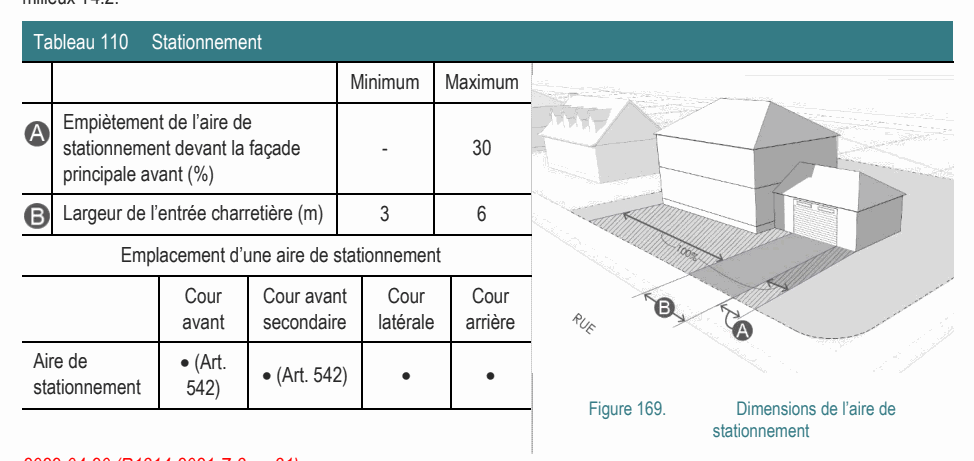 Tableau 110 Stationnement
Minimum Maximum
A Empiètement de l'aire de
stationnement devant la façade
principale avant (%)
- 30
B Largeur de l'entrée charretière (m) 3 6
Emplacement d'une aire de stationnement
Cour
avant
Cour avant
secondaire
Cour
latérale
Cour
arrière
Aire de
stationnement
• (Art.
542)
• (Art. 542)
•
•
100%
B
A
RUE
Figure 169. Dimensions de l'aire de
stationnement